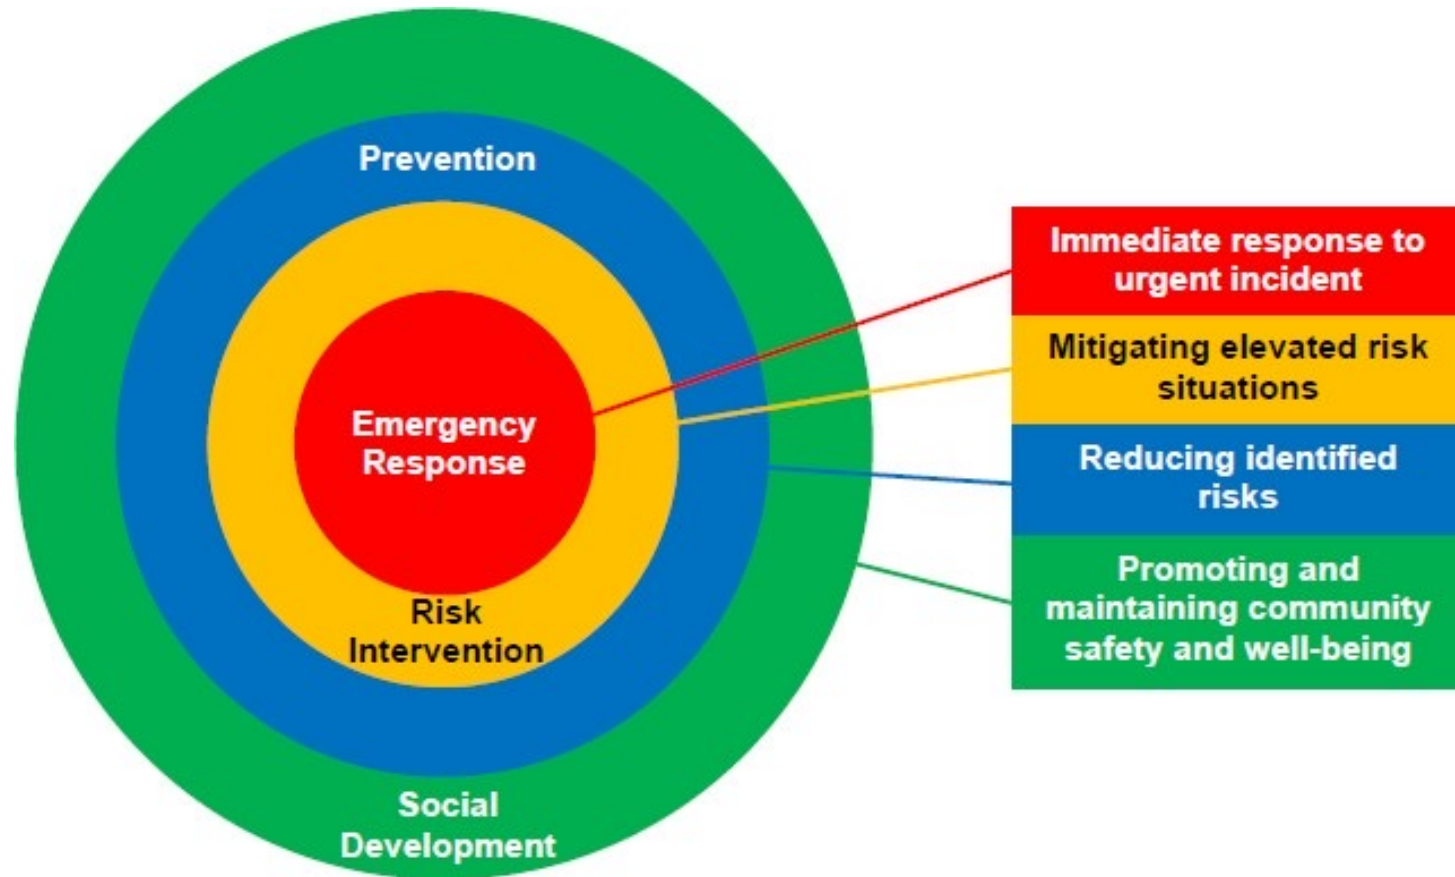 Prevention
Emergency
Response
Risk
Intervention
Social
Development
Immediate response to
urgent incident
Mitigating elevated risk
situations
Reducing identified
risks
Promoting and
maintaining community
safety and well-being